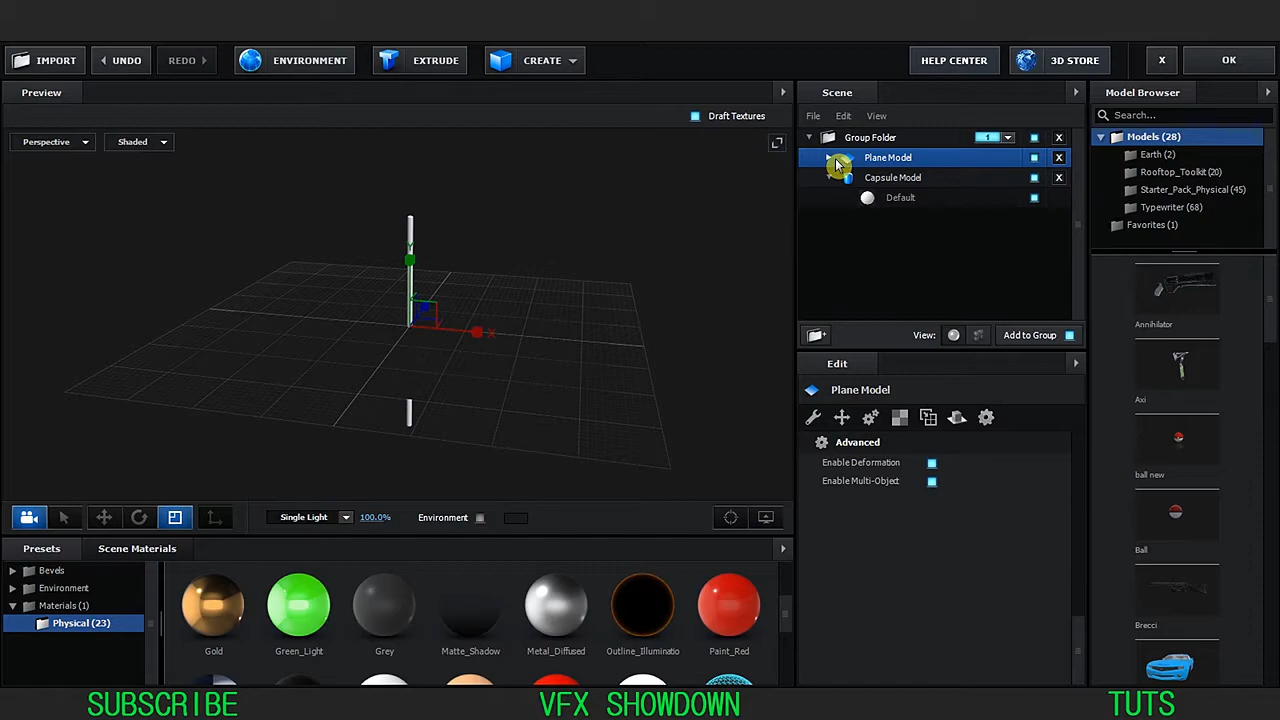 IMPORT
UNDO
REDO
ENVIRONMENT
EXTRUDE
CREATE
HELP CENTER
3D STORE
X
OK
Preview
Draft Textures
Perspective
Shaded
Y
X
Single Light
100.0%
Environment
Scene
File Edit View
Group Folder 1 X
Plane Model X
Capsule Model X
Default
View:
Add to Group
Edit
Plane Model
Advanced
Enable Deformation
Enable Multi-Object
Model Browser
Search...
Models (28)
Earth (2)
Rooftop_Toolkit (20)
Starter_Pack_Physical (45)
Typewriter (68)
Favorites (1)
Annihilator
Axi
ball new
Ball
Brecci
Presets
Scene Materials
Bevels
Environment
Materials (1)
Physical (23)
Gold
Green_Light
Grey
Matte_Shadow
Metal_Diffused
Outline_Illuminatio
Paint_Red
SUBSCRIBE
VFX SHOWDOWN
TUTS